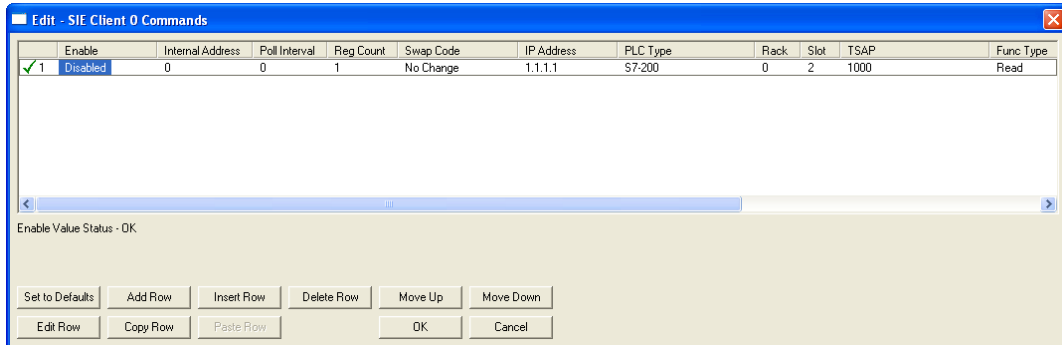 Edit - SIE Client 0 Commands
Enable Internal Address Poll Interval Reg Count Swap Code IP Address PLC Type Rack Slot TSAP Func Type
1 Disabled 0 0 1 No Change 1.1.1.1 S7-200 0 2 1000 Read
Enable Value Status - OK
Set to Defaults Add Row Insert Row Delete Row Move Up Move Down
Edit Row Copy Row Paste Row OK Cancel